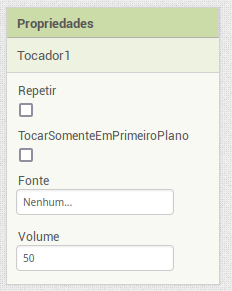 Propriedades
Tocador1
Repetir
TocarSomenteEmPrimeiroPlano
Fonte
Nenhum...
Volume
50